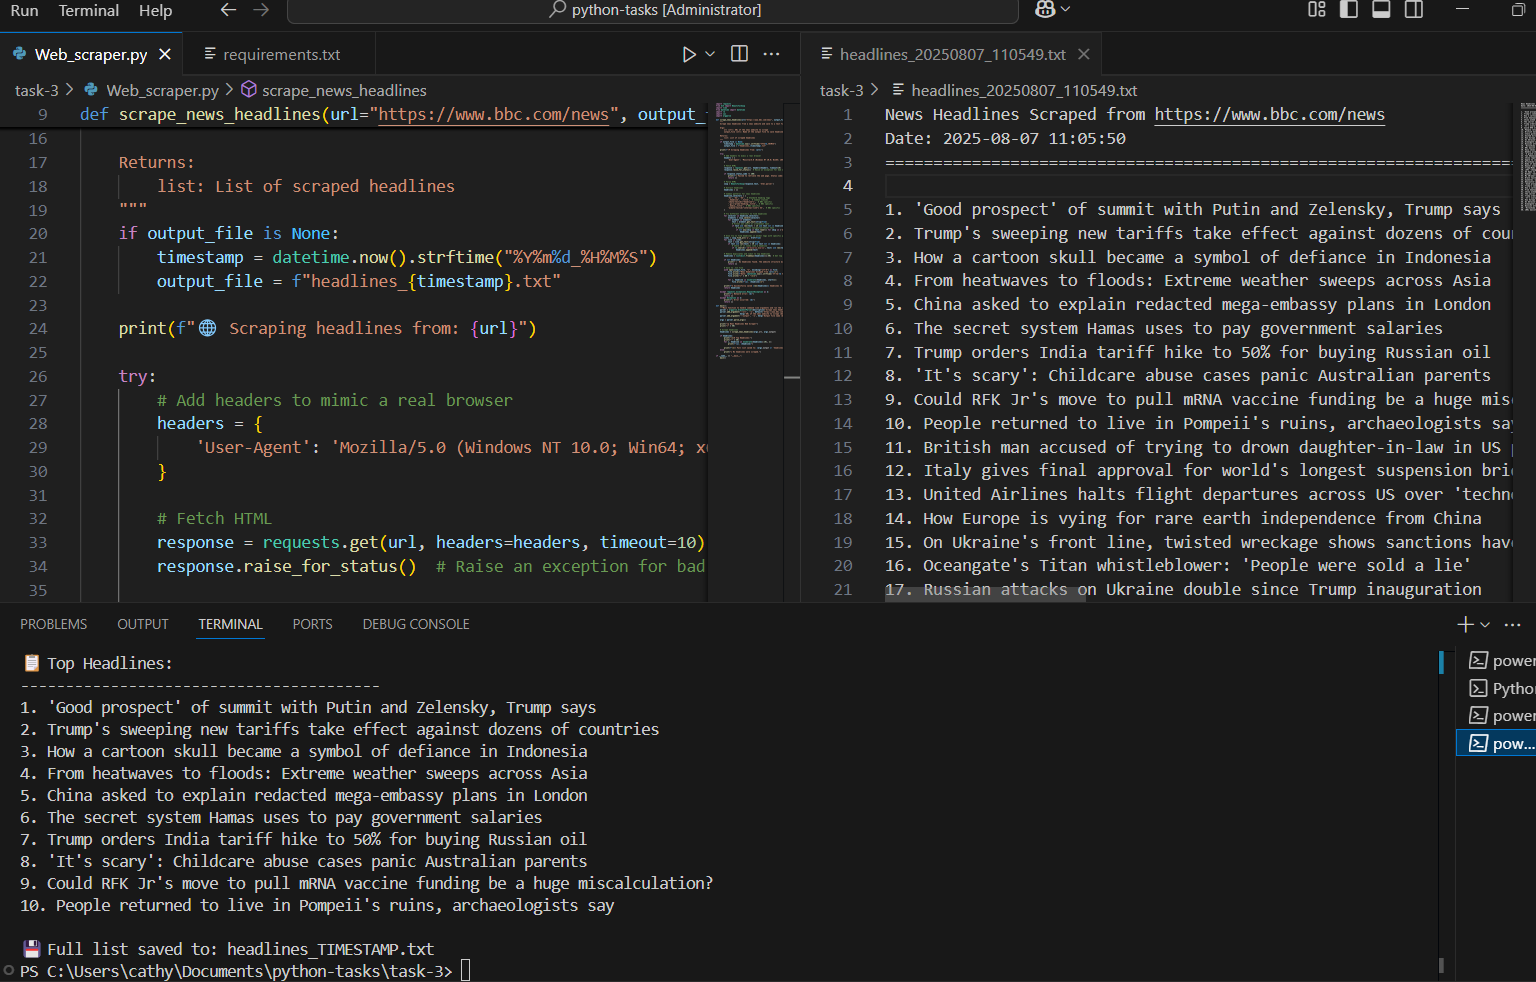 Run Terminal Help
python-tasks [Administrator]
Web_scraper.py
requirements.txt
task-3 > Web_scraper.py > scrape_news_headlines
9 def scrape_news_headlines(url="https://www.bbc.com/news", output_
16
17 Returns:
18 list: List of scraped headlines
19 """
20 if output_file is None:
21 timestamp = datetime.now().strftime("%Y%m%d_%H%M%S")
22 output_file = f"headlines_{timestamp}.txt"
23
24 print(f"🌐 Scraping headlines from: {url}")
25
26 try:
27 # Add headers to mimic a real browser
28 headers = {
29 'User-Agent': 'Mozilla/5.0 (Windows NT 10.0; Win64; x
30 }
31
32 # Fetch HTML
33 response = requests.get(url, headers=headers, timeout=10)
34 response.raise_for_status() # Raise an exception for bad
35
headlines_20250807_110549.txt
task-3 > headlines_20250807_110549.txt
1 News Headlines Scraped from https://www.bbc.com/news
2 Date: 2025-08-07 11:05:50
3 ==================================================================
4
5 1. 'Good prospect' of summit with Putin and Zelensky, Trump says
6 2. Trump's sweeping new tariffs take effect against dozens of cou
7 3. How a cartoon skull became a symbol of defiance in Indonesia
8 4. From heatwaves to floods: Extreme weather sweeps across Asia
9 5. China asked to explain redacted mega-embassy plans in London
10 6. The secret system Hamas uses to pay government salaries
11 7. Trump orders India tariff hike to 50% for buying Russian oil
12 8. 'It's scary': Childcare abuse cases panic Australian parents
13 9. Could RFK Jr's move to pull mRNA vaccine funding be a huge mis
14 10. People returned to live in Pompeii's ruins, archaeologists sa
15 11. British man accused of trying to drown daughter-in-law in US
16 12. Italy gives final approval for world's longest suspension bri
17 13. United Airlines halts flight departures across US over 'techn
18 14. How Europe is vying for rare earth independence from China
19 15. On Ukraine's front line, twisted wreckage shows sanctions hav
20 16. Oceangate's Titan whistleblower: 'People were sold a lie'
21 17. Russian attacks on Ukraine double since Trump inauguration
PROBLEMS OUTPUT TERMINAL PORTS DEBUG CONSOLE
📋 Top Headlines:
----------------------------------------
1. 'Good prospect' of summit with Putin and Zelensky, Trump says
2. Trump's sweeping new tariffs take effect against dozens of countries
3. How a cartoon skull became a symbol of defiance in Indonesia
4. From heatwaves to floods: Extreme weather sweeps across Asia
5. China asked to explain redacted mega-embassy plans in London
6. The secret system Hamas uses to pay government salaries
7. Trump orders India tariff hike to 50% for buying Russian oil
8. 'It's scary': Childcare abuse cases panic Australian parents
9. Could RFK Jr's move to pull mRNA vaccine funding be a huge miscalculation?
10. People returned to live in Pompeii's ruins, archaeologists say
💾 Full list saved to: headlines_TIMESTAMP.txt
PS C:\Users\cathy\Documents\python-tasks\task-3>
power
Pytho
power
pow...